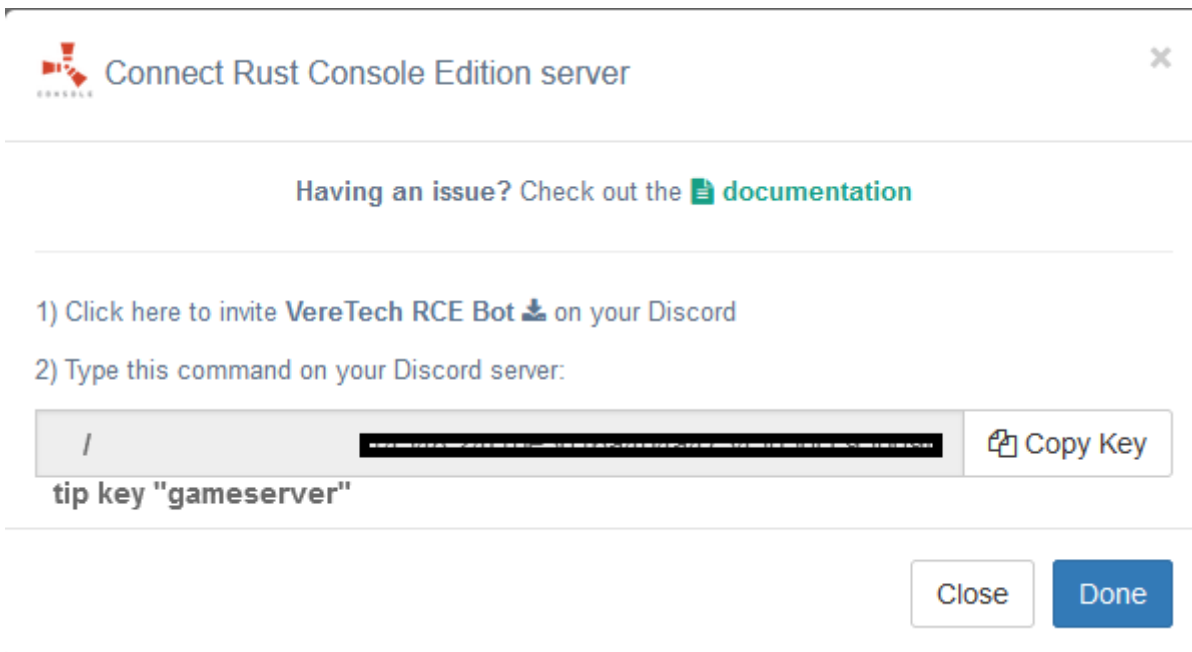 CONSOLE
Connect Rust Console Edition server
×
Having an issue? Check out the documentation
1) Click here to invite VereTech RCE Bot on your Discord
2) Type this command on your Discord server:
/
Copy Key
tip key "gameserver"
Close
Done